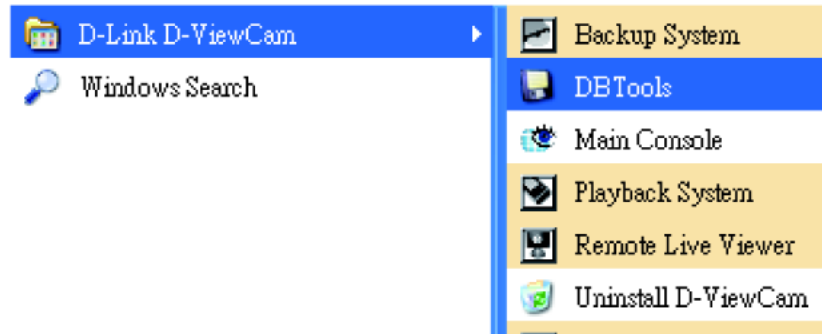 D-Link D-ViewCam
Windows Search
Backup System
DBTools
Main Console
Playback System
Remote Live Viewer
Uninstall D-ViewCam